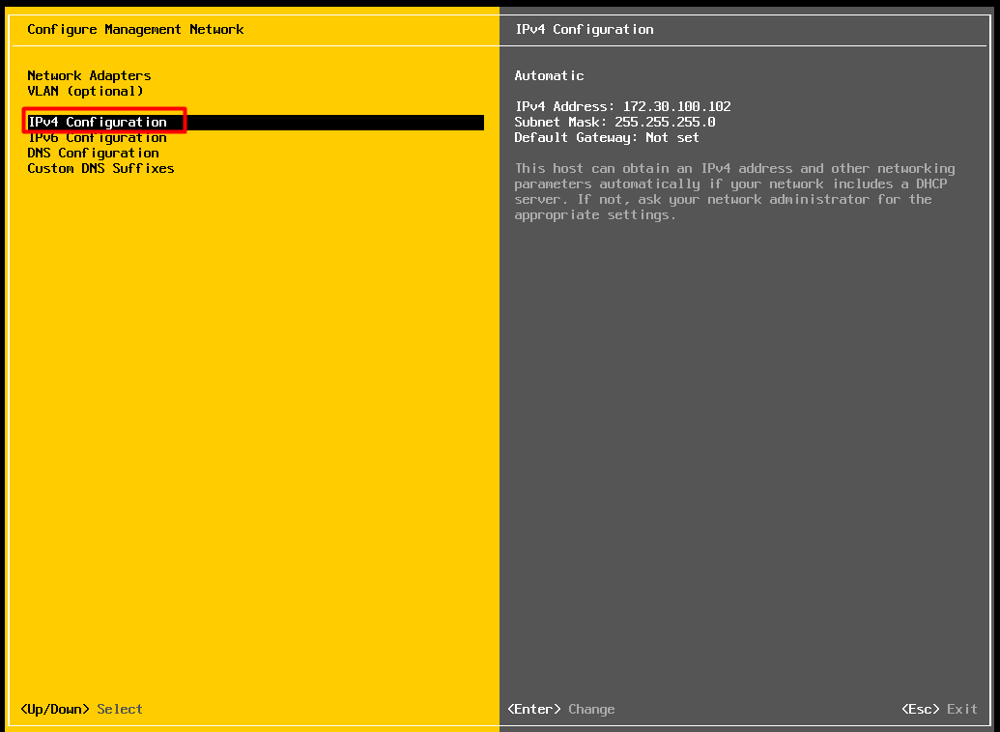 Configure Management Network
Network Adapters
VLAN (optional)
IPv4 Configuration
IPv6 Configuration
DNS Configuration
Custom DNS Suffixes
<Up/Down> Select
IPv4 Configuration
Automatic
IPv4 Address: 172.30.100.102
Subnet Mask: 255.255.255.0
Default Gateway: Not set
This host can obtain an IPv4 address and other networking
parameters automatically if your network includes a DHCP
server. If not, ask your network administrator for the
appropriate settings.
<Enter> Change
<Esc> Exit